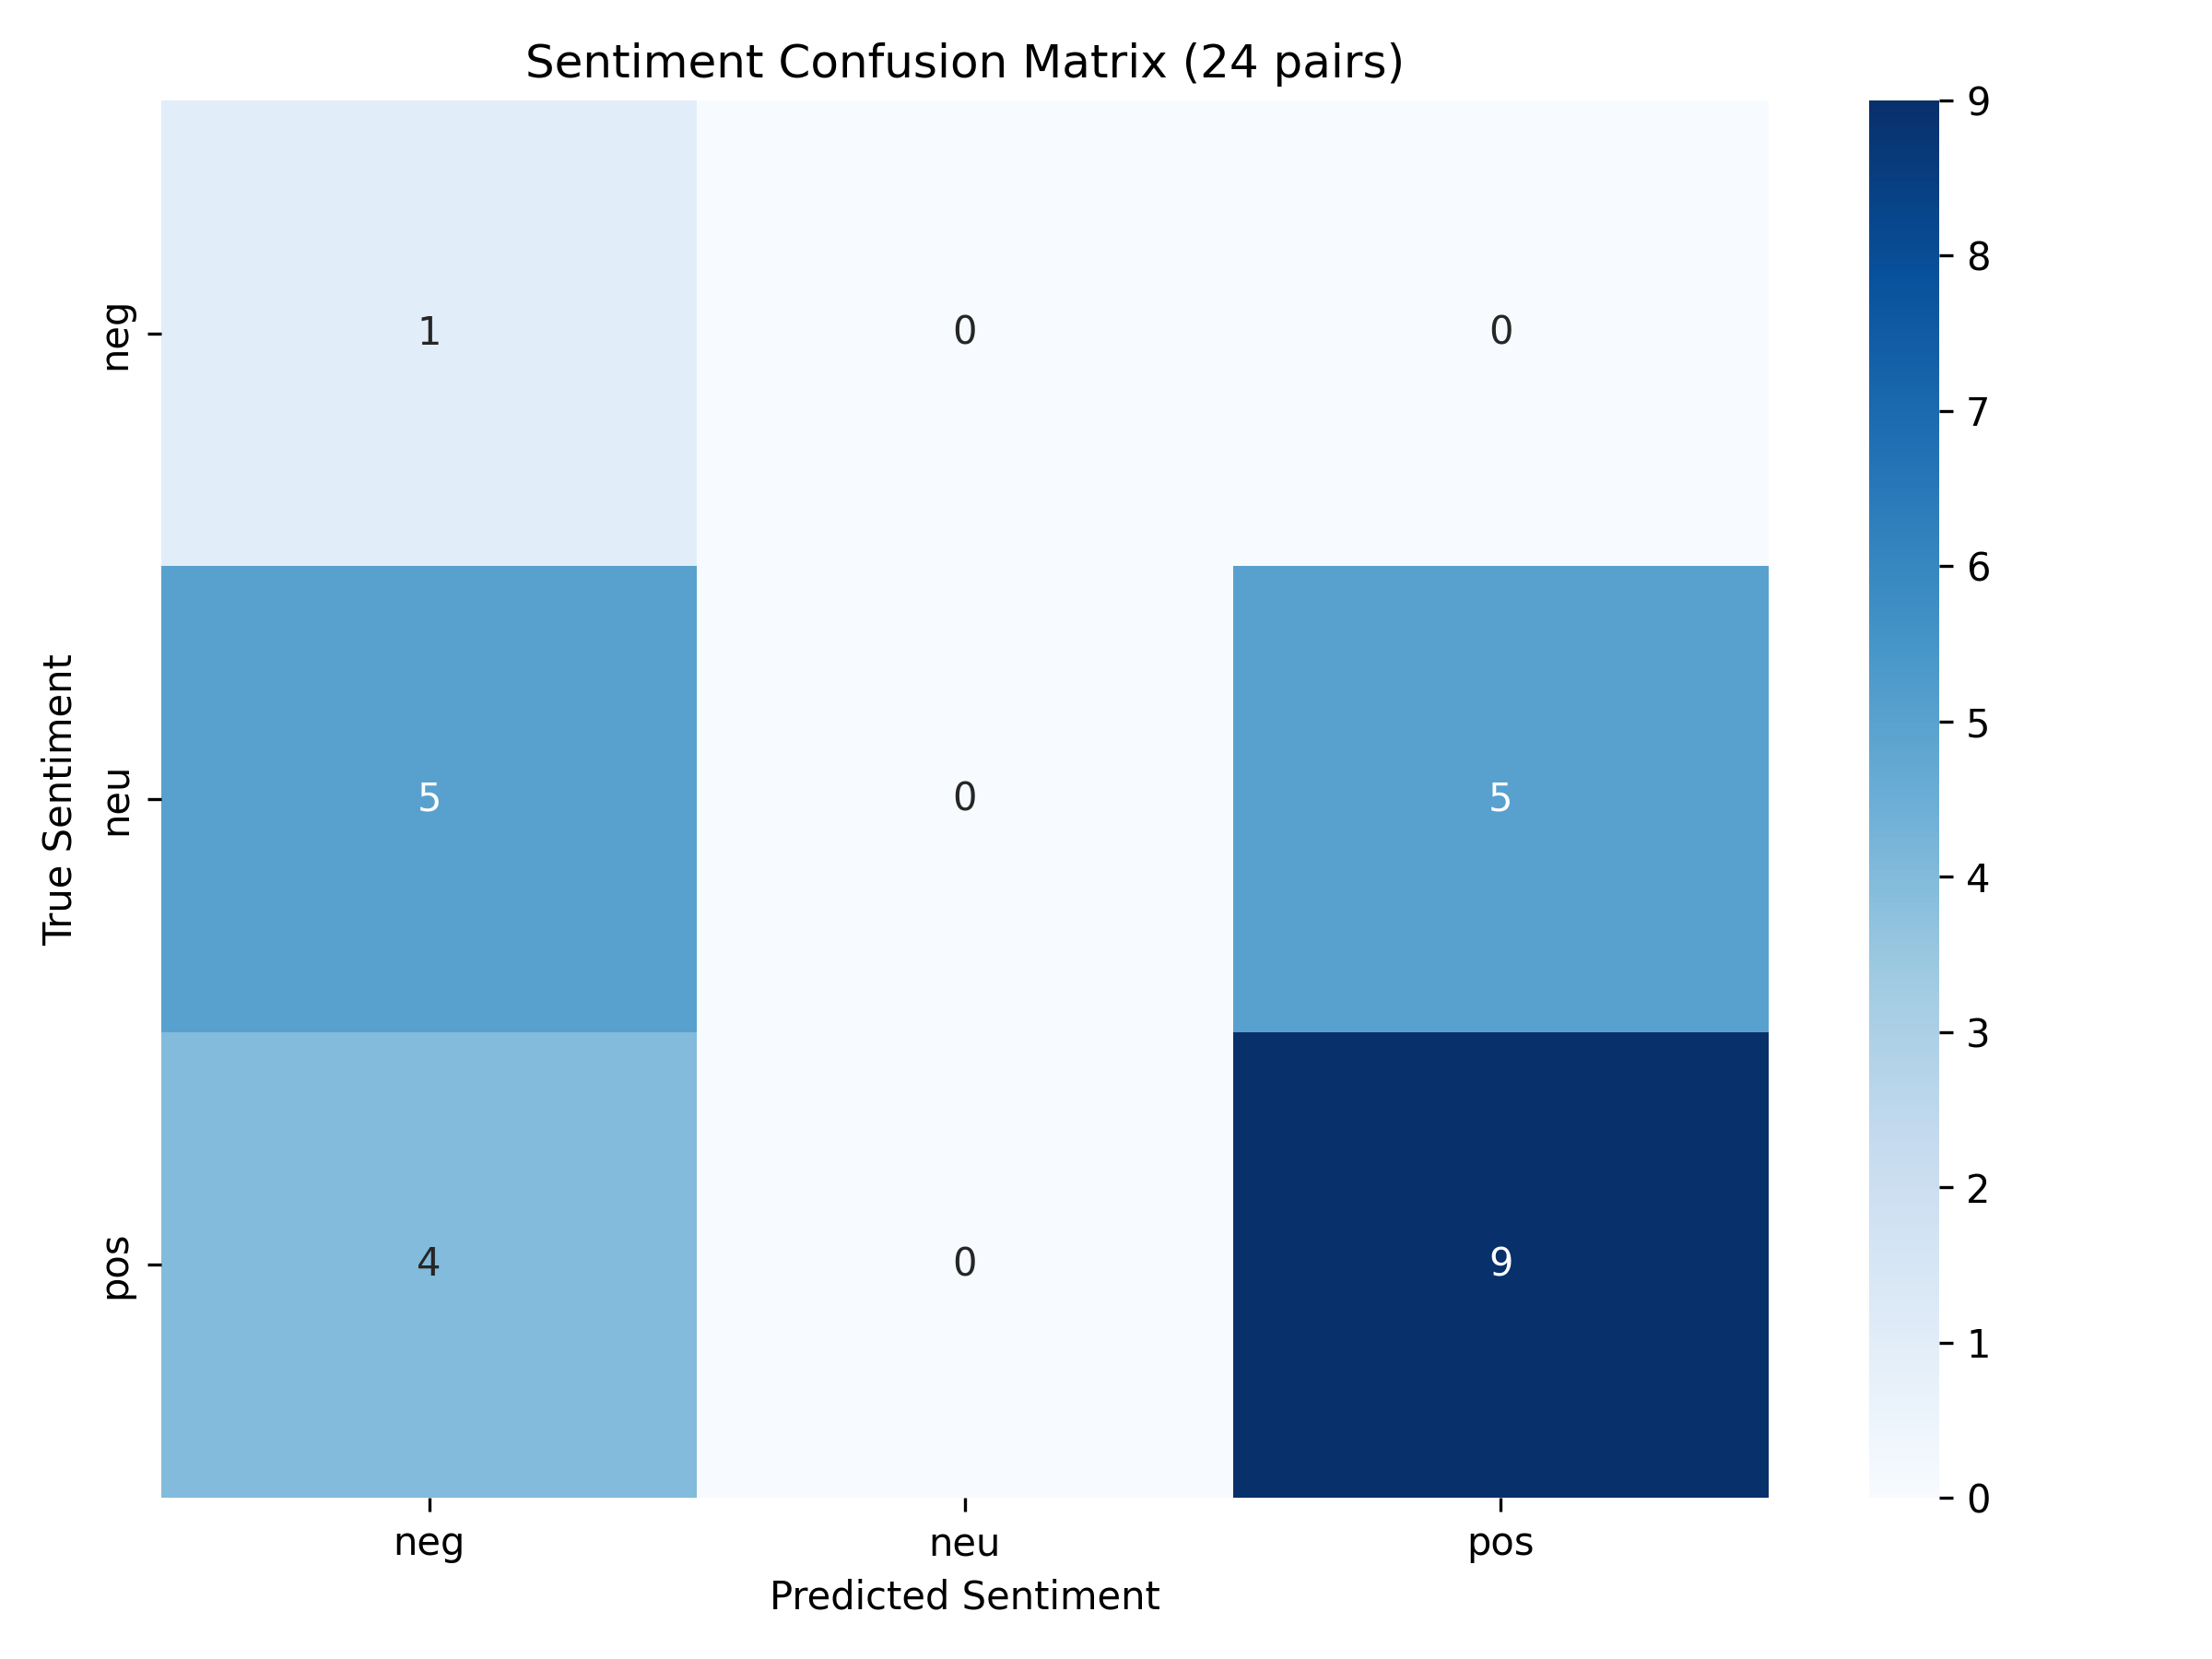 Sentiment Confusion Matrix (24 pairs)
True Sentiment
neg
1
0
0
neu
5
0
5
pos
4
0
9
neg
neu
pos
Predicted Sentiment
9
8
7
6
5
4
3
2
1
0